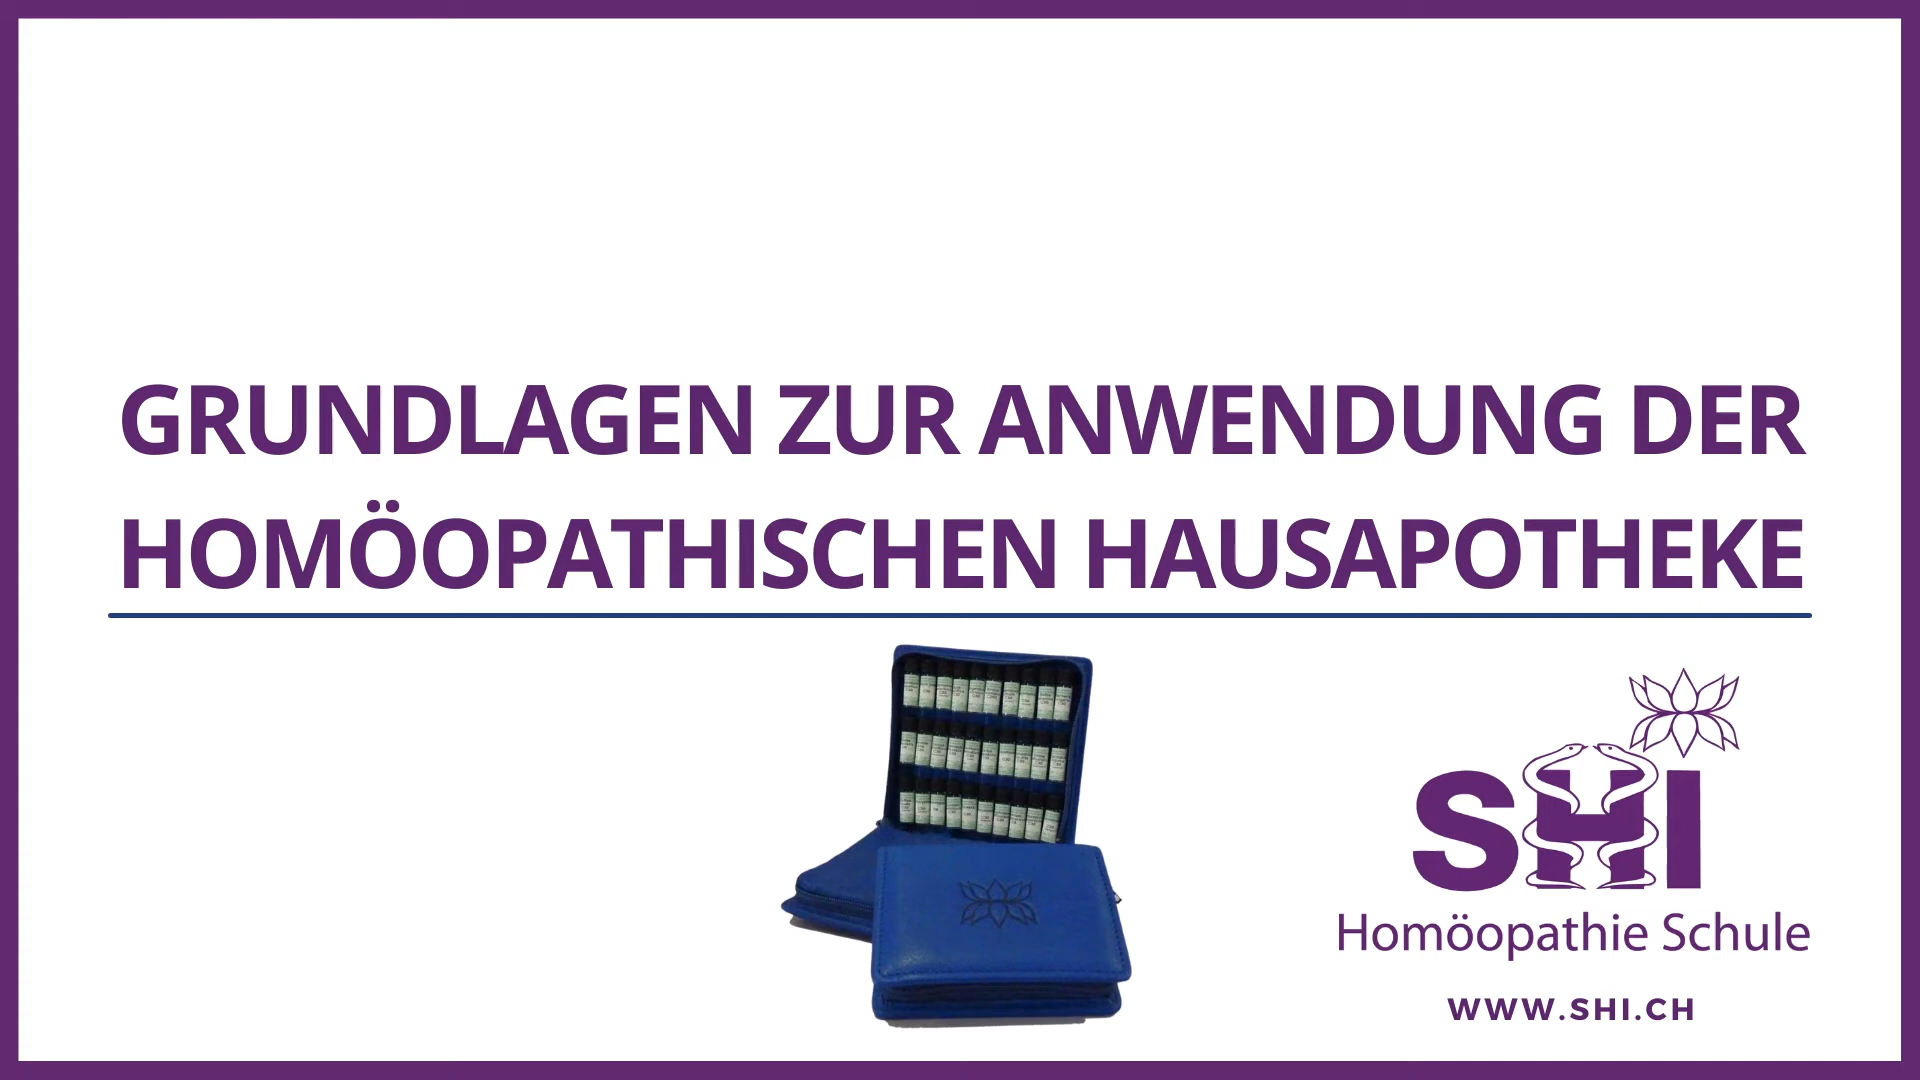 GRUNDLAGEN ZUR ANWENDUNG DER
HOMÖOPATHISCHEN HAUSAPOTHEKE
SHI
Homöopathie Schule
WWW.SHI.CH